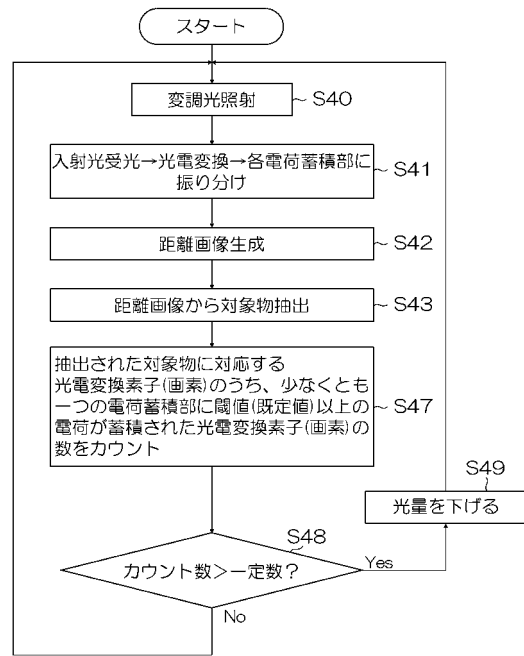 スタート
変調光照射
S40
入射光受光→光電変換→各電荷蓄積部に
振り分け
S41
距離画像生成
S42
距離画像から対象物抽出
S43
抽出された対象物に対応する
光電変換素子(画素)のうち、少なくとも
一つの電荷蓄積部に閾値(既定値)以上の
電荷が蓄積された光電変換素子(画素)の
数をカウント
S47
S49
光量を下げる
S48
カウント数>一定数?
Yes
No